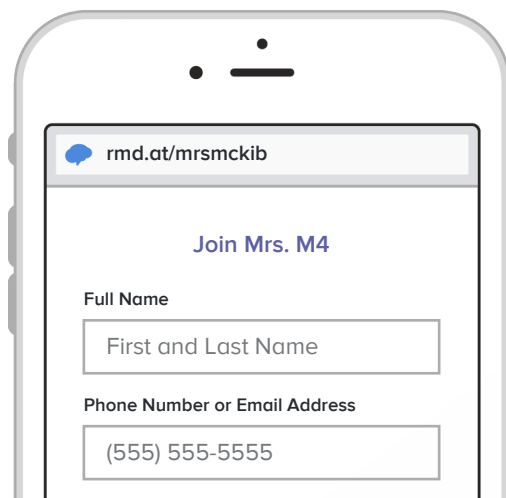 rmd.at/mrsmckib
Join Mrs. M4
Full Name
First and Last Name
Phone Number or Email Address
(555) 555-5555